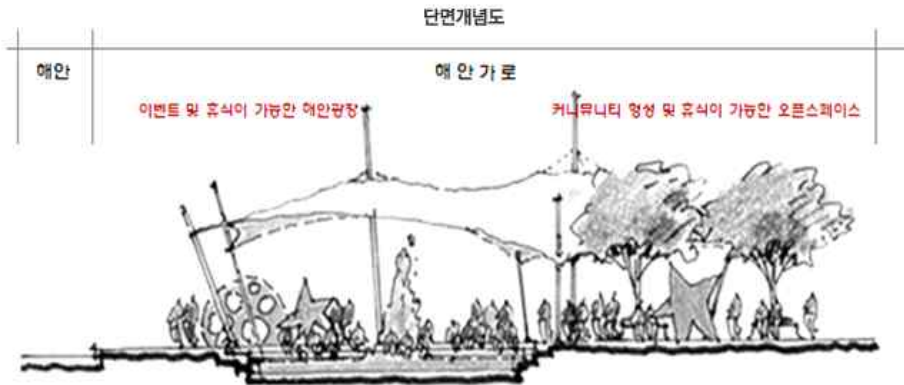 단면개념도
해안
해안가로
이벤트 및 휴식이 가능한 해안광장
커뮤니티 형성 및 휴식이 가능한 오픈스페이스